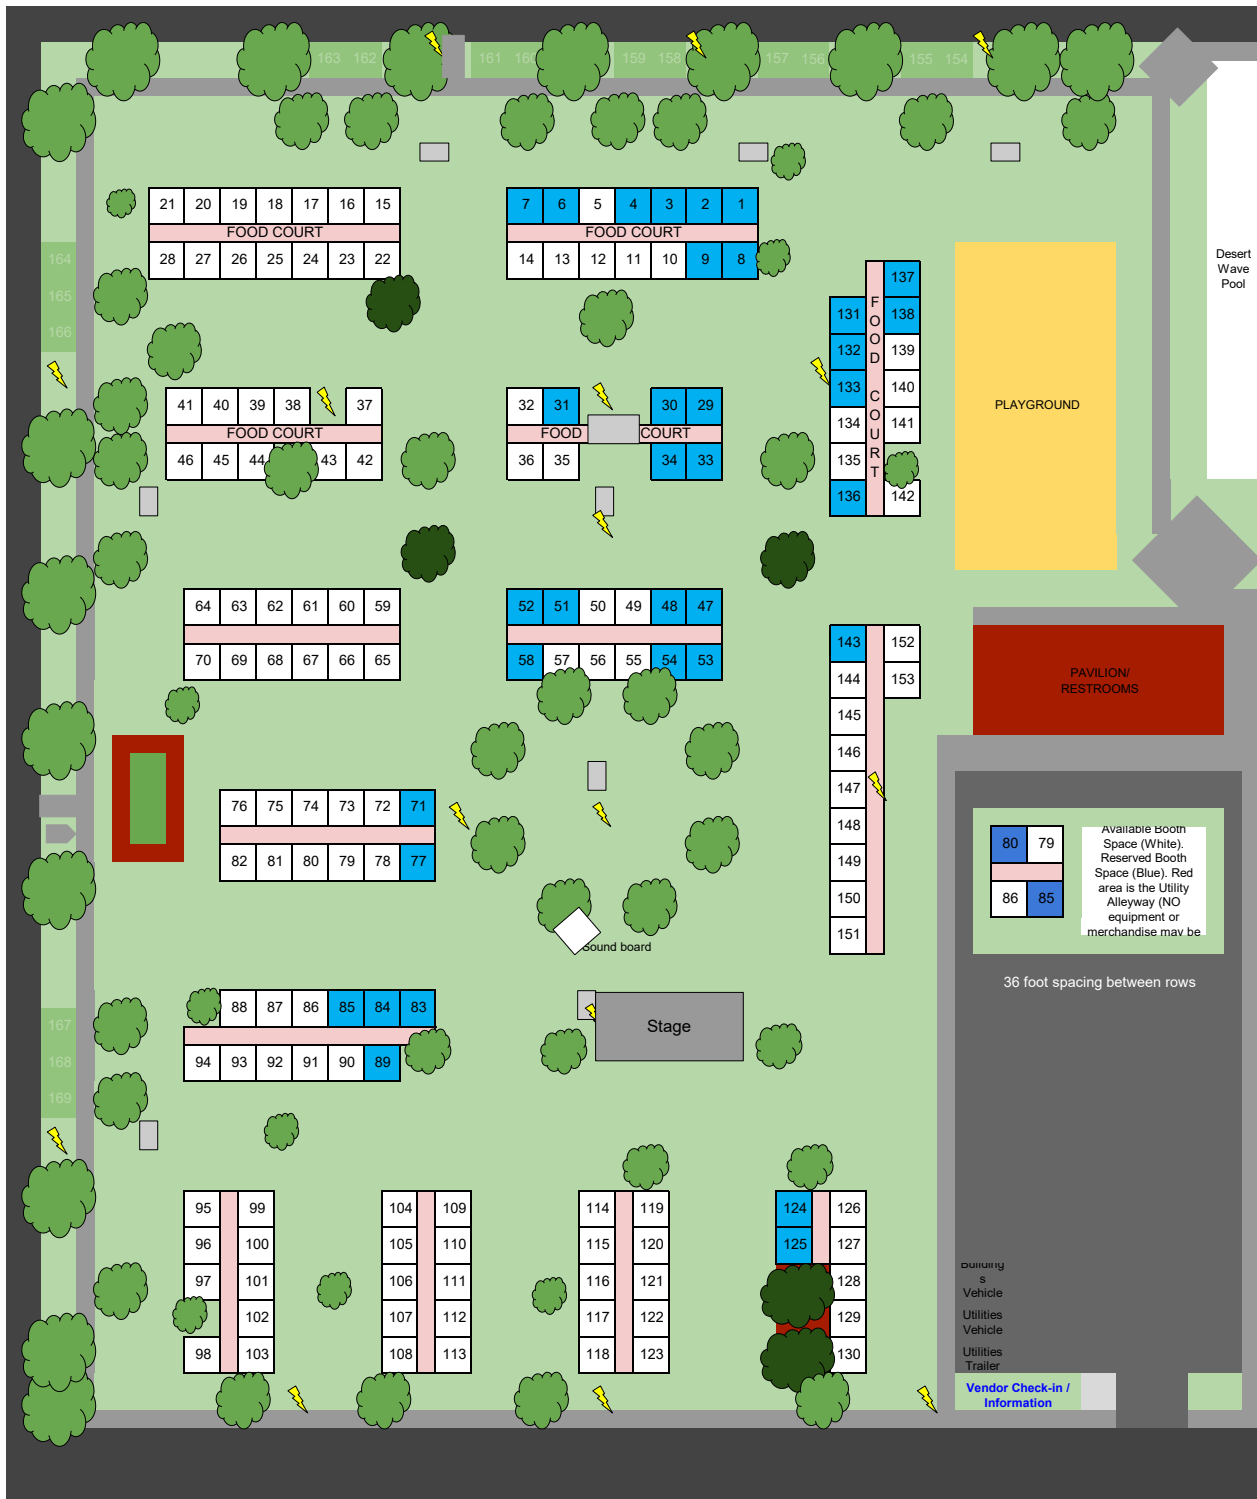 163 162 161 160 159 158 157 156 155 154
21 20 19 18 17 16 15
FOOD COURT
28 27 26 25 24 23 22
7 6 5 4 3 2 1
FOOD COURT
14 13 12 11 10 9 8
164
165
166
Desert
Wave
Pool
137
131 138
132 139
133 140
134 141
135
136 142
FOOD COURT
PLAYGROUND
41 40 39 38 37
FOOD COURT
46 45 44 43 42
32 31 30 29
FOOD COURT
36 35 34 33
64 63 62 61 60 59
70 69 68 67 66 65
52 51 50 49 48 47
58 57 56 55 54 53
143 152
144 153
145
146
147
148
149
150
151
PAVILION/
RESTROOMS
76 75 74 73 72 71
82 81 80 79 78 77
80 79
86 85
Available Booth
Space (White).
Reserved Booth
Space (Blue). Red
area is the Utility
Alleyway (NO
equipment or
merchandise may be
Sound board
36 foot spacing between rows
88 87 86 85 84 83
94 93 92 91 90 89
Stage
167
168
169
95 99
96 100
97 101
102
98 103
104 109
105 110
106 111
107 112
108 113
114 119
115 120
116 121
117 122
118 123
124 126
125 127
128
129
130
Building
s
Vehicle
Utilities
Vehicle
Utilities
Trailer
Vendor Check-in /
Information